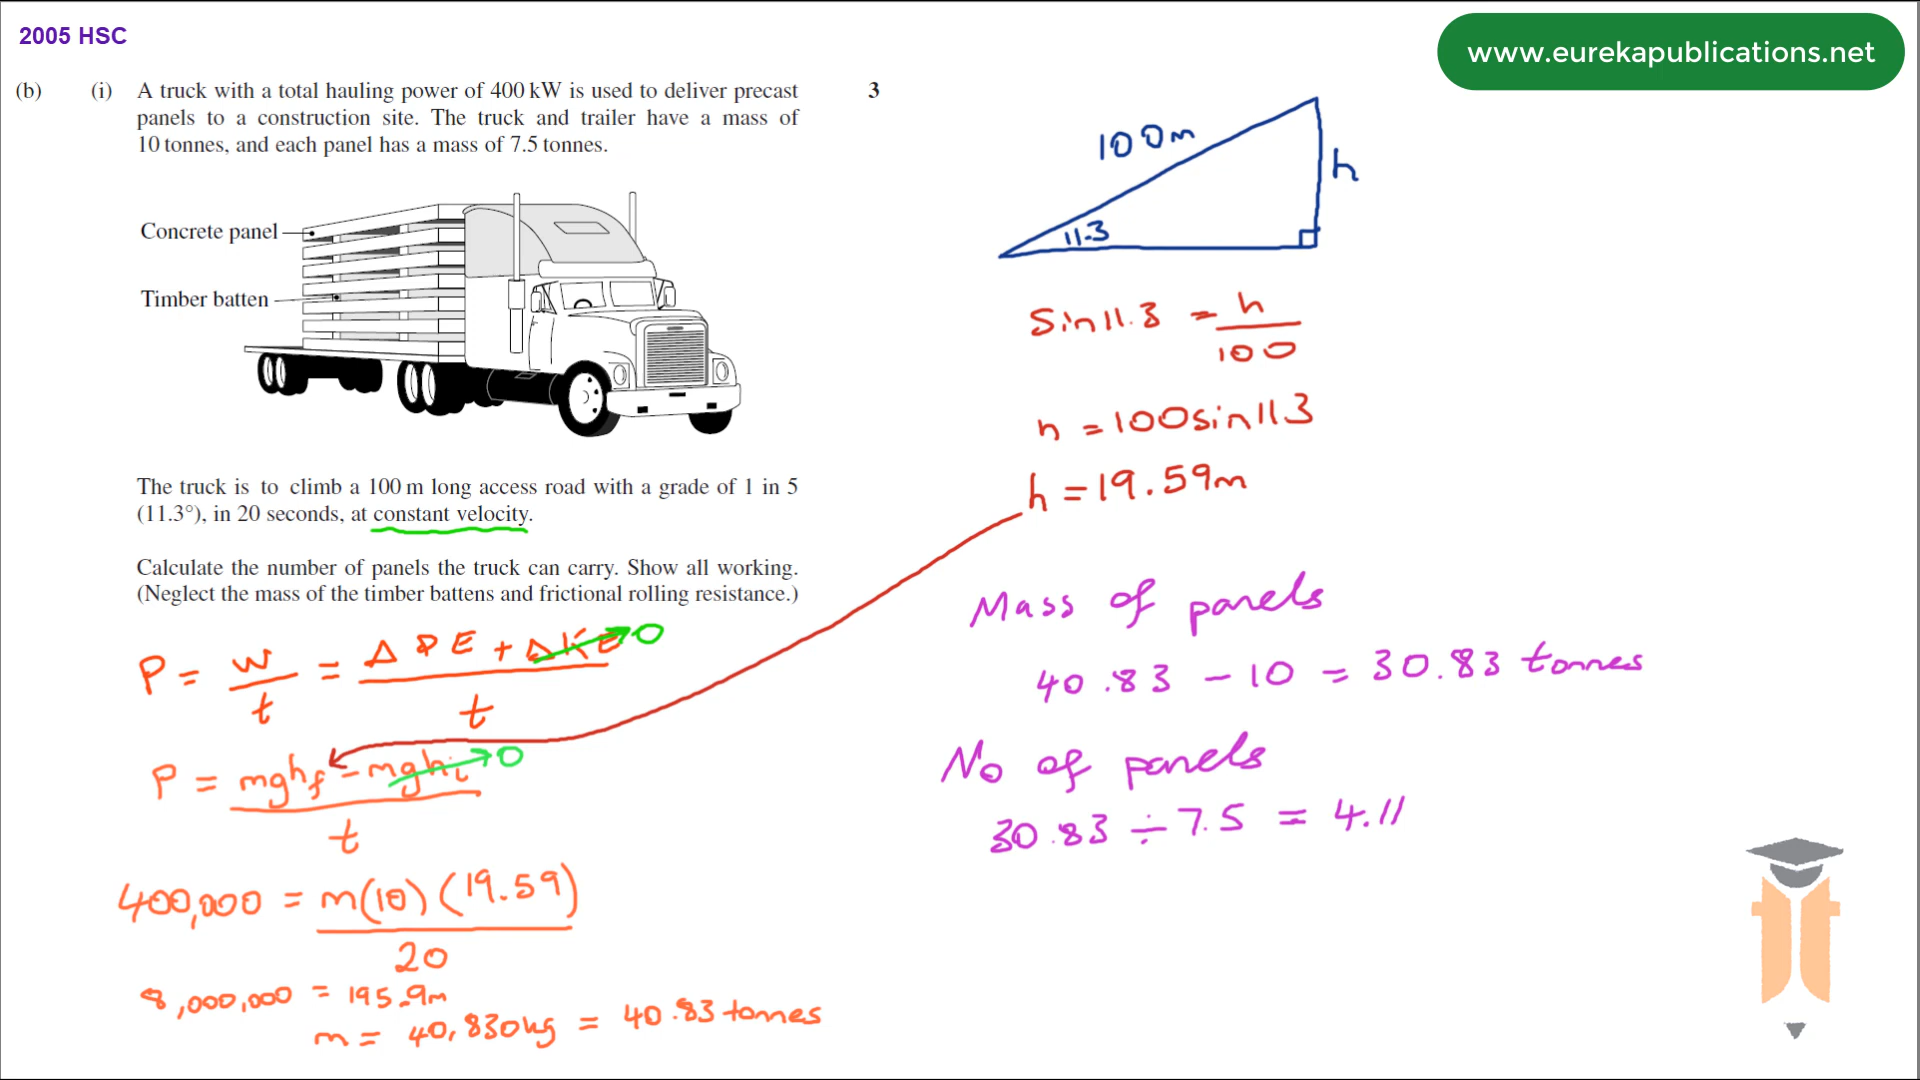 2005 HSC
www.eurekapublications.net
(b) (i) A truck with a total hauling power of 400 kW is used to deliver precast 3
panels to a construction site. The truck and trailer have a mass of
10 tonnes, and each panel has a mass of 7.5 tonnes.
Concrete panel
Timber batten
The truck is to climb a 100 m long access road with a grade of 1 in 5
(11.3°), in 20 seconds, at constant velocity.
Calculate the number of panels the truck can carry. Show all working.
(Neglect the mass of the timber battens and frictional rolling resistance.)
P = W/t = ΔPE + ΔKE/t → 0
P = mghf - mghi/t → 0
400,000 = m(10)(19.59)/20
8,000,000 = 195.9m
m = 40,830kg = 40.83 tonnes
100m
h
11.3
Sin11.3 = h/100
h = 100sin11.3
h = 19.59m
Mass of panels
40.83 - 10 = 30.83 tonnes
No of panels
30.83 ÷ 7.5 = 4.11